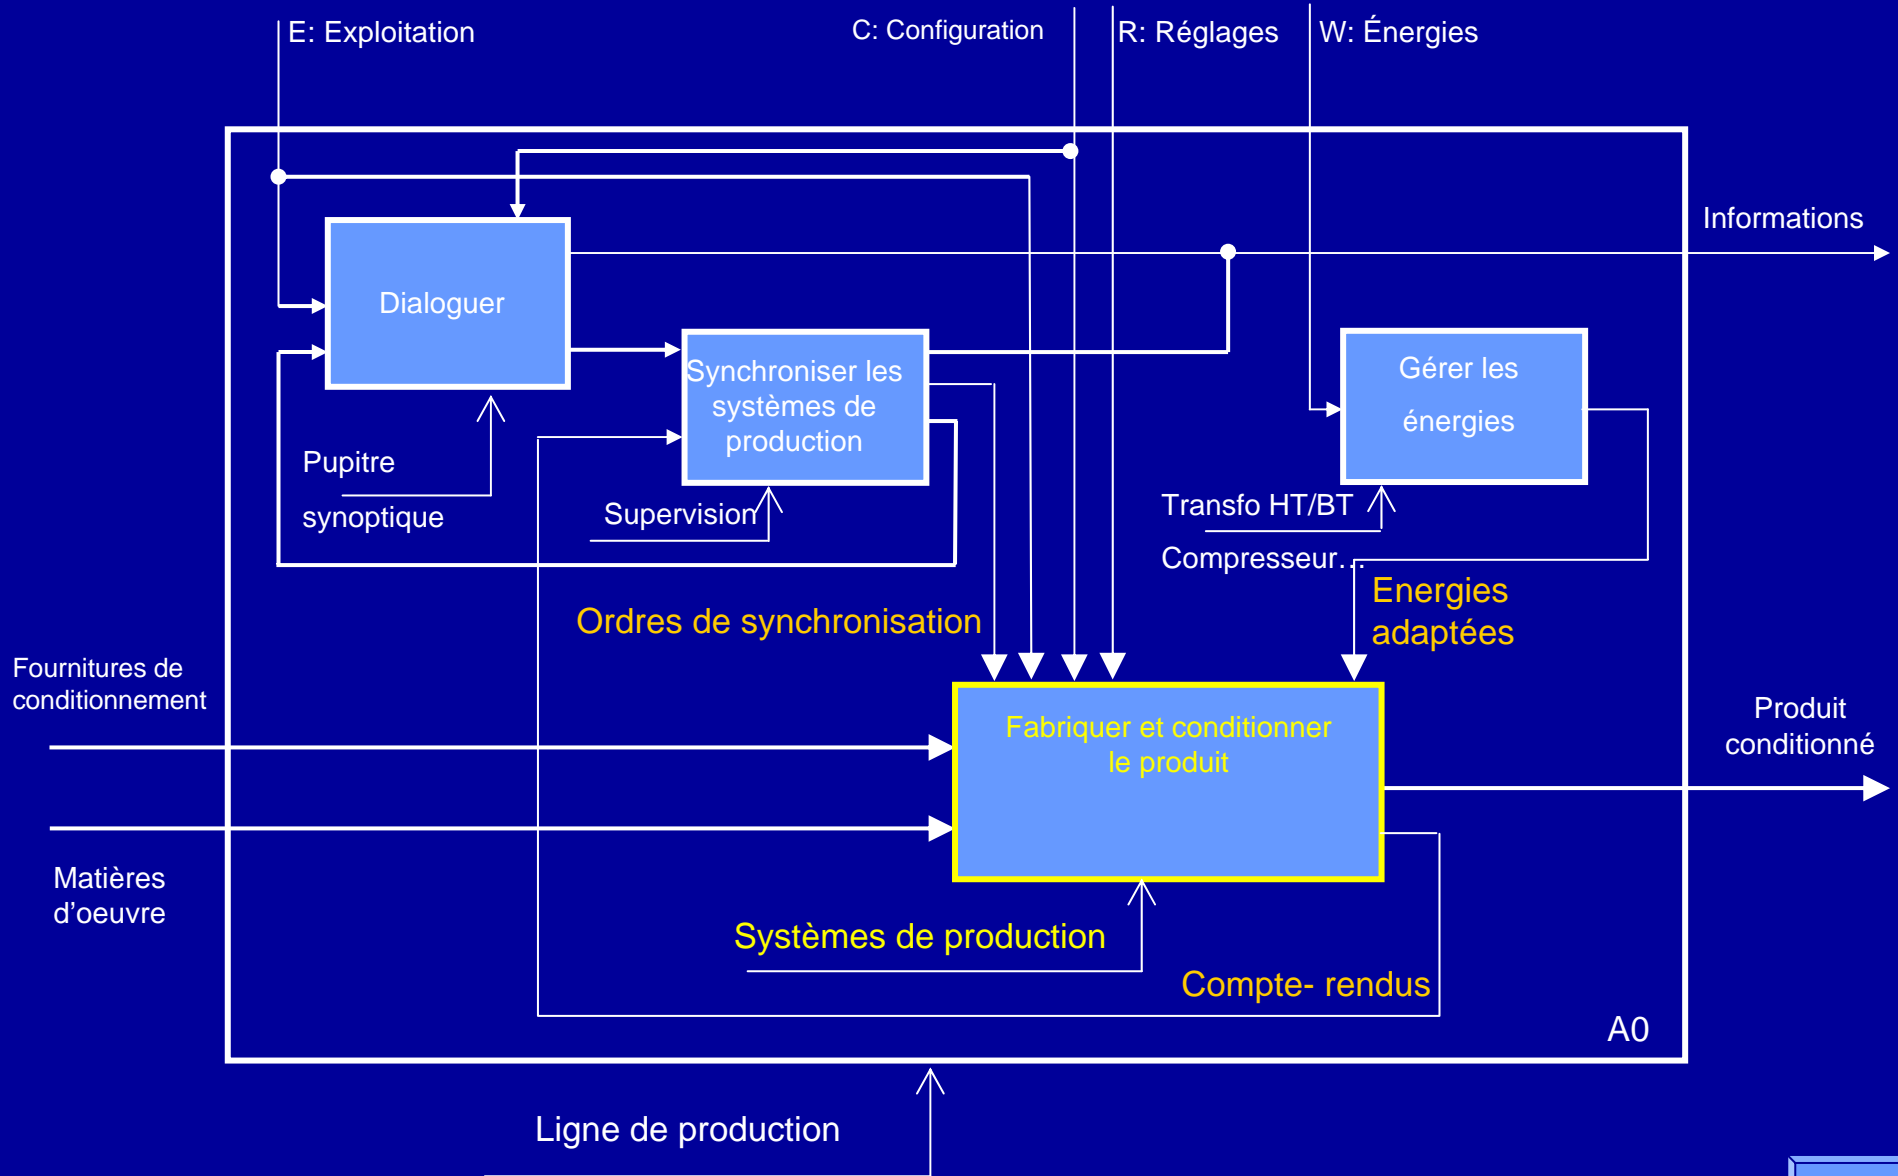 E: Exploitation
C: Configuration
R: Réglages
W: Énergies
Informations
Dialoguer
Synchroniser les
systèmes de
production
Gérer les
énergies
Pupitre
synoptique
Supervision
Transfo HT/BT
Compresseur…
Energies
adaptées
Ordres de synchronisation
Fournitures de
conditionnement
Fabriquer et conditionner
le produit
Produit
conditionné
Matières
d’oeuvre
Systèmes de production
Compte- rendus
A0
Ligne de production